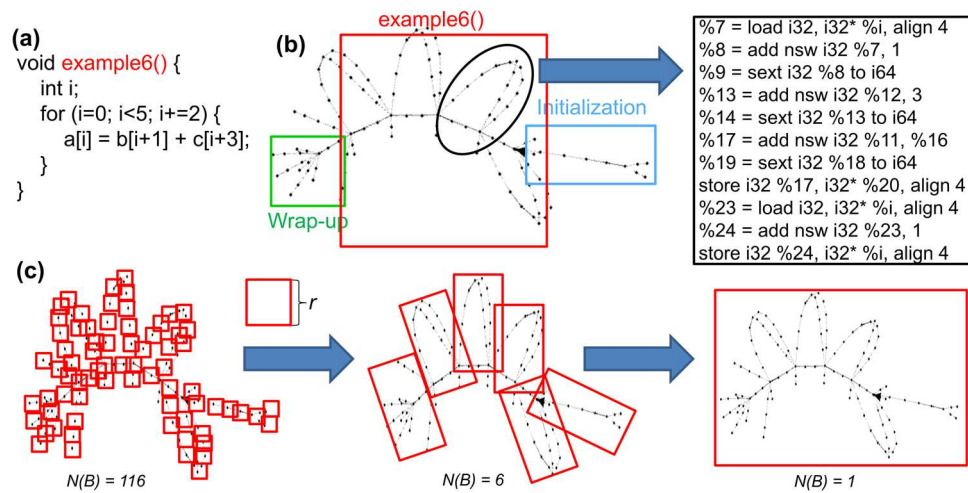 (a)
void example6() {
int i;
for (i=0; i<5; i+=2) {
a[i] = b[i+1] + c[i+3];
}
}
(b)
example6()
Initialization
Wrap-up
%7 = load i32, i32* %i, align 4
%8 = add nsw i32 %7, 1
%9 = sext i32 %8 to i64
%13 = add nsw i32 %12, 3
%14 = sext i32 %13 to i64
%17 = add nsw i32 %11, %16
%19 = sext i32 %18 to i64
store i32 %17, i32* %20, align 4
%23 = load i32, i32* %i, align 4
%24 = add nsw i32 %23, 1
store i32 %24, i32* %i, align 4
(c)
r
N(B) = 116
N(B) = 6
N(B) = 1